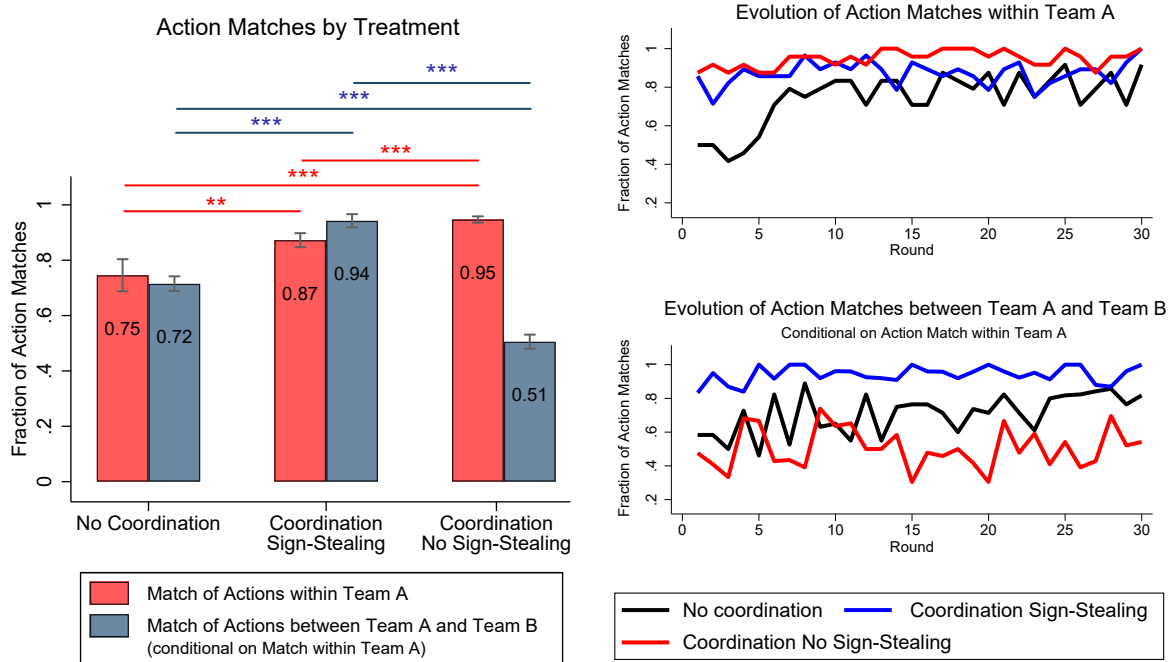 Action Matches by Treatment
***
***
***
***
***
**
Fraction of Action Matches
1
.8
.6
.4
.2
0
0.75
0.72
0.87
0.94
0.95
0.51
No Coordination
Coordination
Sign-Stealing
Coordination
No Sign-Stealing
Match of Actions within Team A
Match of Actions between Team A and Team B
(conditional on Match within Team A)
Evolution of Action Matches within Team A
Fraction of Action Matches
1
.8
.6
.4
.2
0 5 10 15 20 25 30
Round
Evolution of Action Matches between Team A and Team B
Conditional on Action Match within Team A
Fraction of Action Matches
1
.8
.6
.4
.2
0 5 10 15 20 25 30
Round
No coordination
Coordination Sign-Stealing
Coordination No Sign-Stealing